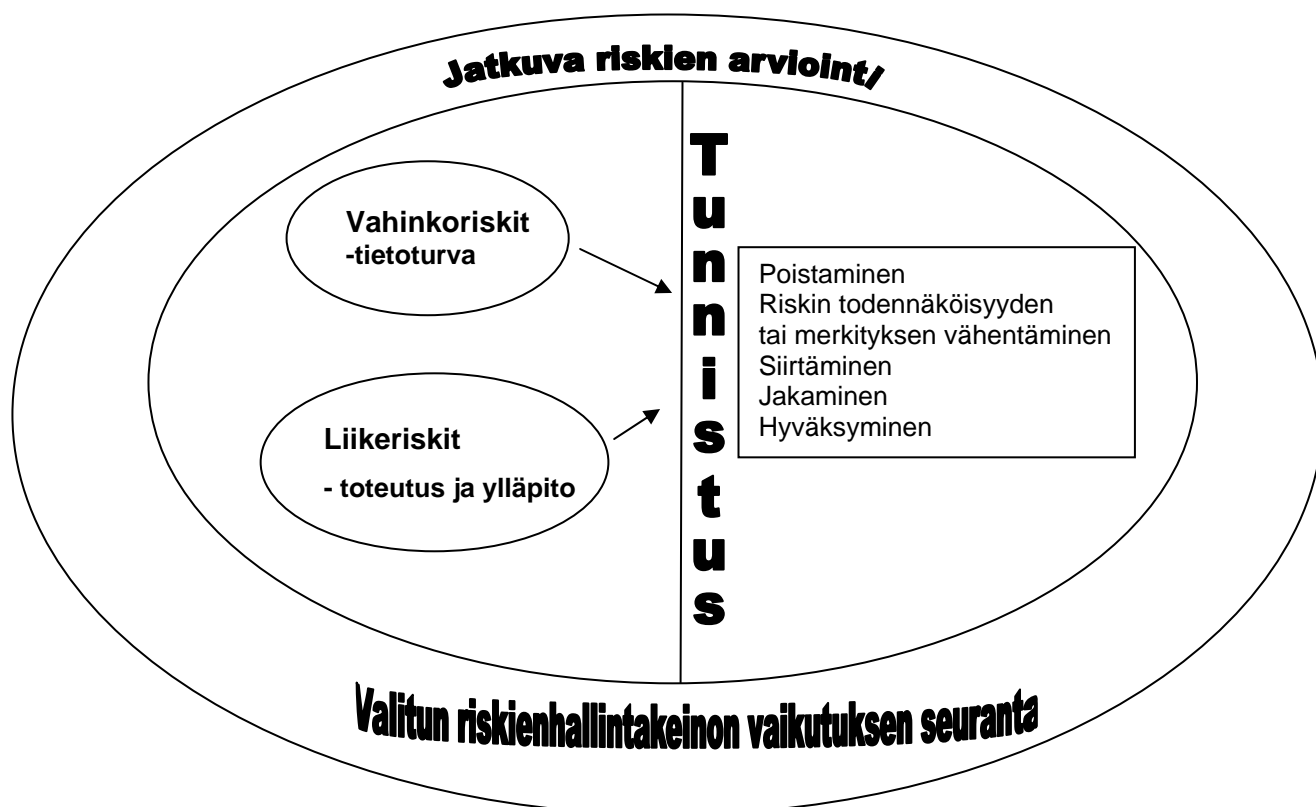 Jatkuva riskien arviointi
Vahinkoriskit
-tietoturva
Liikeriskit
- toteutus ja ylläpito
Tunnistus
Poistaminen
Riskin todennäköisyyden
tai merkityksen vähentäminen
Siirtäminen
Jakaminen
Hyväksyminen
Valitun riskienhallintakeinon vaikutuksen seuranta